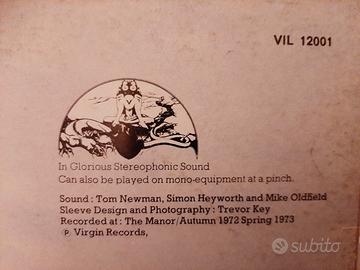 VIL 12001
In Glorious Stereophonic Sound
Can also be played on mono-equipment at a pinch.
Sound : Tom Newman, Simon Heyworth and Mike Oldfield
Sleeve Design and Photography : Trevor Key
Recorded at : The Manor/Autumn 1972 Spring 1973
Ⓟ Virgin Records,
subito